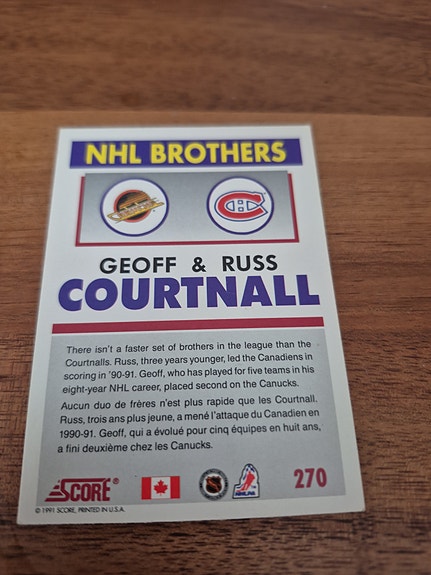 NHL BROTHERS
GEOFF & RUSS
COURTNALL
There isn't a faster set of brothers in the league than the
Courtnalls. Russ, three years younger, led the Canadiens in
scoring in '90-91. Geoff, who has played for five teams in his
eight-year NHL career, placed second on the Canucks.
Aucun duo de frères n'est plus rapide que les Courtnall.
Russ, trois ans plus jeune, a mené l'attaque du Canadien en
1990-91. Geoff, qui a évolué pour cinq équipes en huit ans,
a fini deuxième chez les Canucks.
SCORE® NHLPA 270
© 1991 SCORE, PRINTED IN U.S.A.